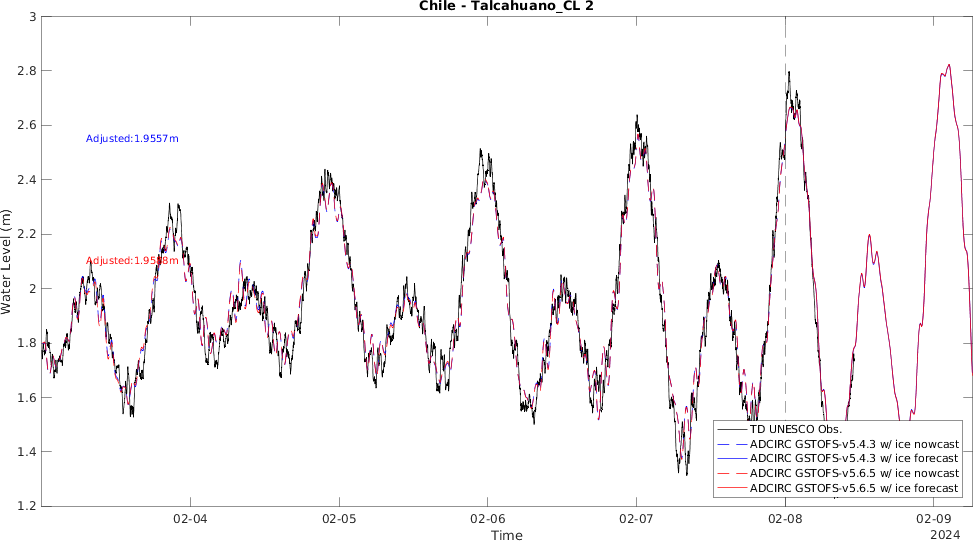 Chile - Talcahuano_CL 2
3
2.8
2.6
2.4
2.2
2
1.8
1.6
1.4
1.2
Water Level (m)
Adjusted:1.9557m
Adjusted:1.9588m
TD UNESCO Obs.
ADCIRC GSTOFS-v5.4.3 w/ ice nowcast
ADCIRC GSTOFS-v5.4.3 w/ ice forecast
ADCIRC GSTOFS-v5.6.5 w/ ice nowcast
ADCIRC GSTOFS-v5.6.5 w/ ice forecast
02-04
02-05
02-06
02-07
02-08
02-09
Time
2024